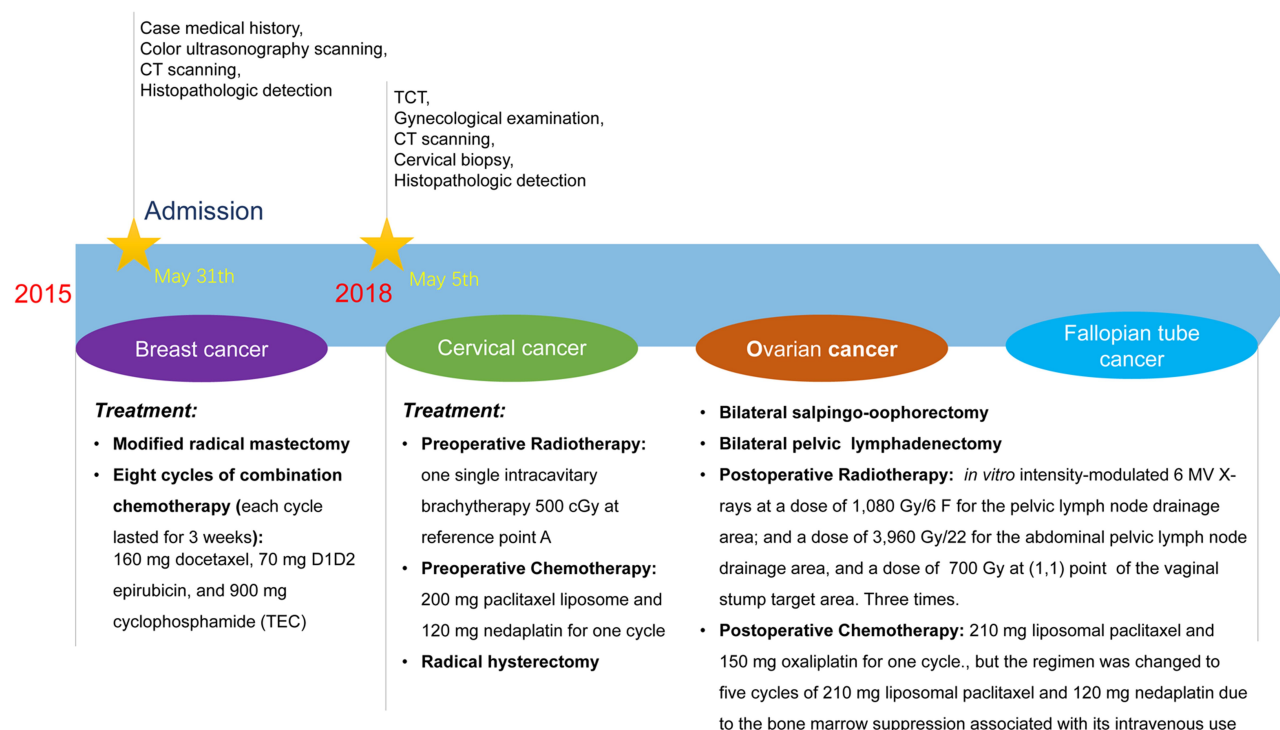 Case medical history,
Color ultrasonography scanning,
CT scanning,
Histopathologic detection
TCT,
Gynecological examination,
CT scanning,
Cervical biopsy,
Histopathologic detection
Admission
May 31th
May 5th
2015
2018
Breast cancer
Cervical cancer
Ovarian cancer
Fallopian tube
cancer
Treatment:
• Modified radical mastectomy
• Eight cycles of combination
chemotherapy (each cycle
lasted for 3 weeks):
160 mg docetaxel, 70 mg D1D2
epirubicin, and 900 mg
cyclophosphamide (TEC)
Treatment:
• Preoperative Radiotherapy:
one single intracavitary
brachytherapy 500 cGy at
reference point A
• Preoperative Chemotherapy:
200 mg paclitaxel liposome and
120 mg nedaplatin for one cycle
• Radical hysterectomy
• Bilateral salpingo-oophorectomy
• Bilateral pelvic lymphadenectomy
• Postoperative Radiotherapy: in vitro intensity-modulated 6 MV X-
rays at a dose of 1,080 Gy/6 F for the pelvic lymph node drainage
area; and a dose of 3,960 Gy/22 for the abdominal pelvic lymph node
drainage area, and a dose of 700 Gy at (1,1) point of the vaginal
stump target area. Three times.
• Postoperative Chemotherapy: 210 mg liposomal paclitaxel and
150 mg oxaliplatin for one cycle., but the regimen was changed to
five cycles of 210 mg liposomal paclitaxel and 120 mg nedaplatin due
to the bone marrow suppression associated with its intravenous use